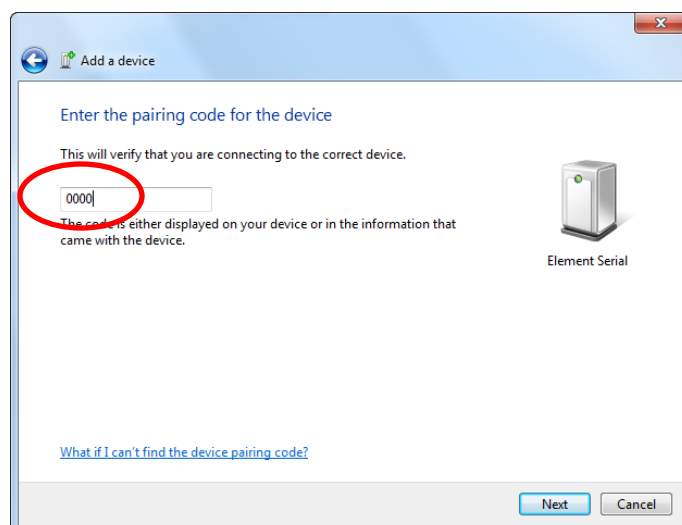 Add a device
Enter the pairing code for the device
This will verify that you are connecting to the correct device.
0000
The code is either displayed on your device or in the information that
came with the device.
Element Serial
What if I can't find the device pairing code?
Next Cancel